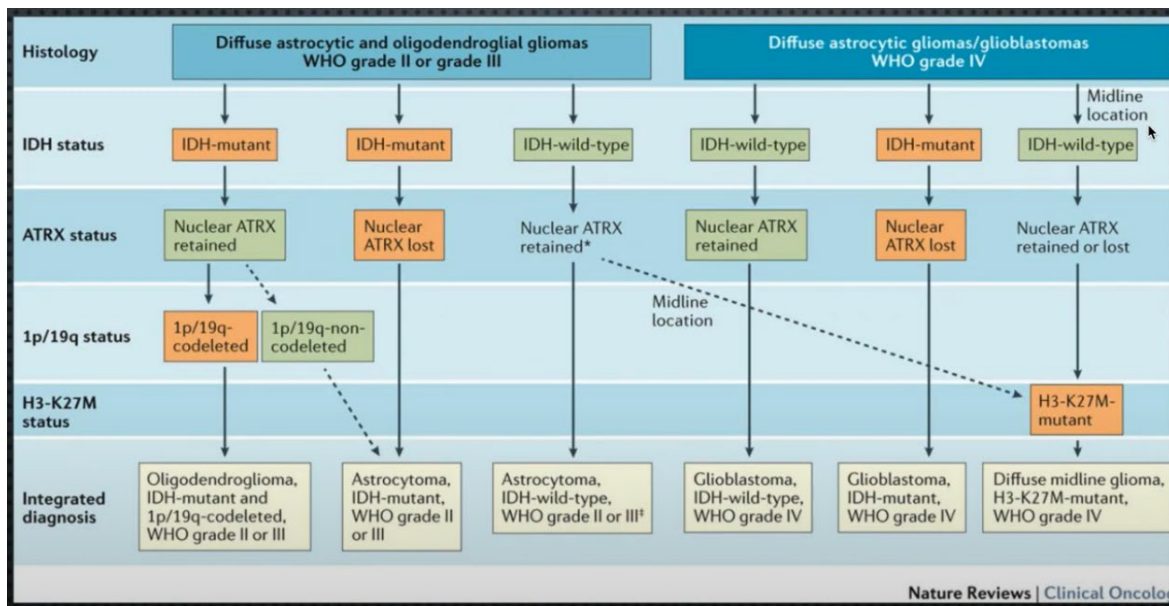 Histology
Diffuse astrocytic and oligodendroglial gliomas
WHO grade II or grade III
Diffuse astrocytic gliomas/glioblastomas
WHO grade IV
Midline
location
IDH status
IDH-mutant
IDH-mutant
IDH-wild-type
IDH-wild-type
IDH-mutant
IDH-wild-type
ATRX status
Nuclear ATRX
retained
Nuclear
ATRX lost
Nuclear ATRX
retained*
Nuclear ATRX
retained
Nuclear
ATRX lost
Nuclear ATRX
retained or lost
Midline
location
1p/19q status
1p/19q-
codeleted
1p/19q-non-
codeleted
H3-K27M
status
H3-K27M-
mutant
Integrated
diagnosis
Oligodendroglioma,
IDH-mutant and
1p/19q-codeleted,
WHO grade II or III
Astrocytoma,
IDH-mutant,
WHO grade II
or III
Astrocytoma,
IDH-wild-type,
WHO grade II or III‡
Glioblastoma,
IDH-wild-type,
WHO grade IV
Glioblastoma,
IDH-mutant,
WHO grade IV
Diffuse midline glioma,
H3-K27M-mutant,
WHO grade IV
Nature Reviews | Clinical Oncolog